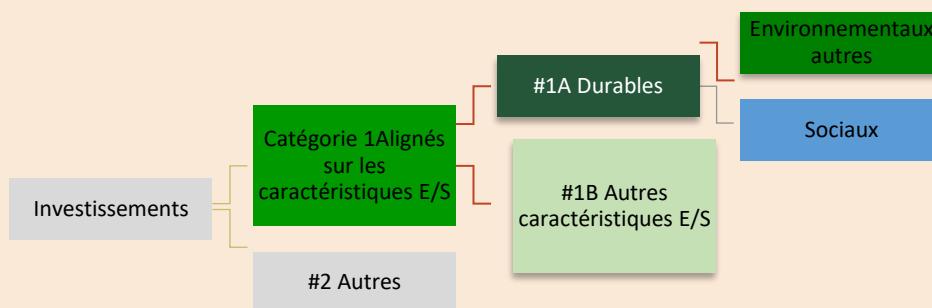 Investissements
Catégorie 1Alignés
sur les
caractéristiques E/S
#2 Autres
#1A Durables
#1B Autres
caractéristiques E/S
Environnementaux
autres
Sociaux